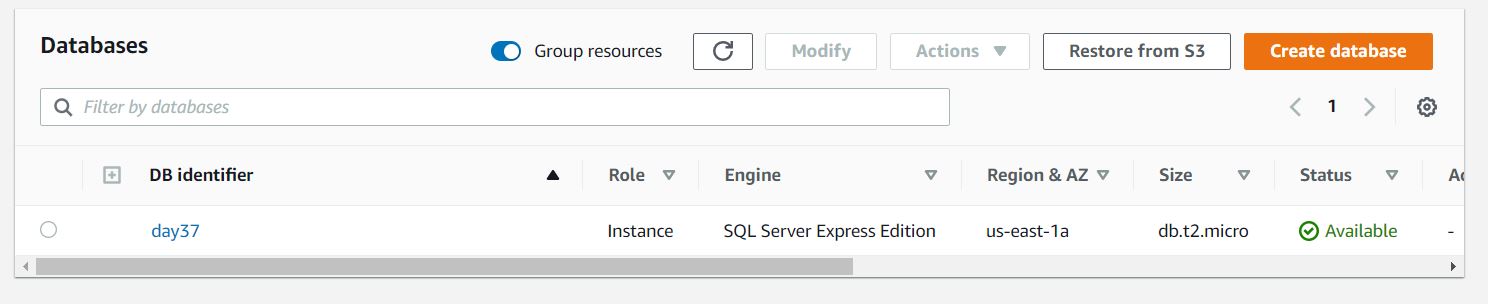 Databases
Group resources
Modify
Actions
Restore from S3
Create database
Filter by databases
1
DB identifier Role Engine Region & AZ Size Status Ac
day37 Instance SQL Server Express Edition us-east-1a db.t2.micro Available -